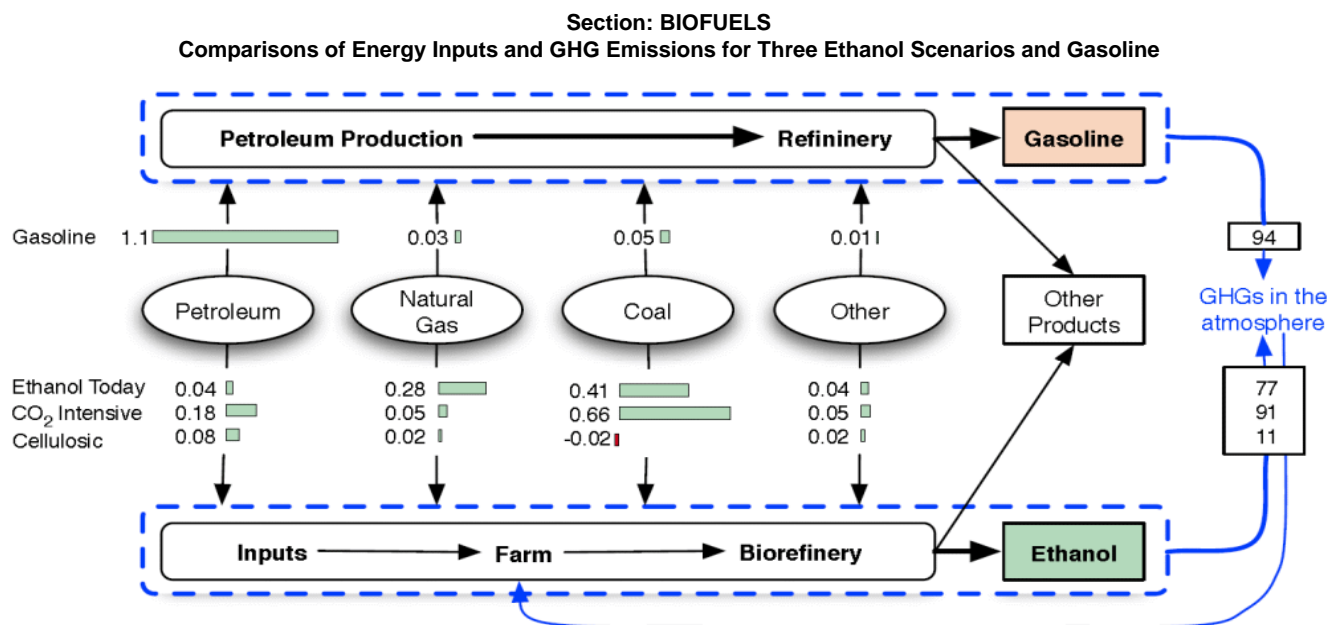 Section: BIOFUELS
Comparisons of Energy Inputs and GHG Emissions for Three Ethanol Scenarios and Gasoline
Petroleum Production
Refininery
Gasoline
Gasoline 1.1 0.03 0.05 0.01
94
Petroleum
Natural
Gas
Coal
Other
Other
Products
GHGs in the
atmosphere
Ethanol Today 0.04 0.28 0.41 0.04 77
CO2 Intensive 0.18 0.05 0.66 0.05 91
Cellulosic 0.08 0.02 -0.02 0.02 11
Inputs
Farm
Biorefinery
Ethanol